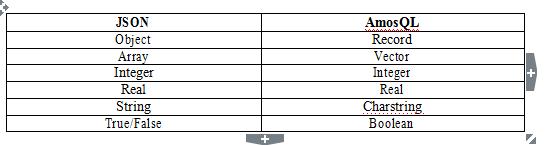 JSON AmosQL
Object Record
Array Vector
Integer Integer
Real Real
String Charstring
True/False Boolean